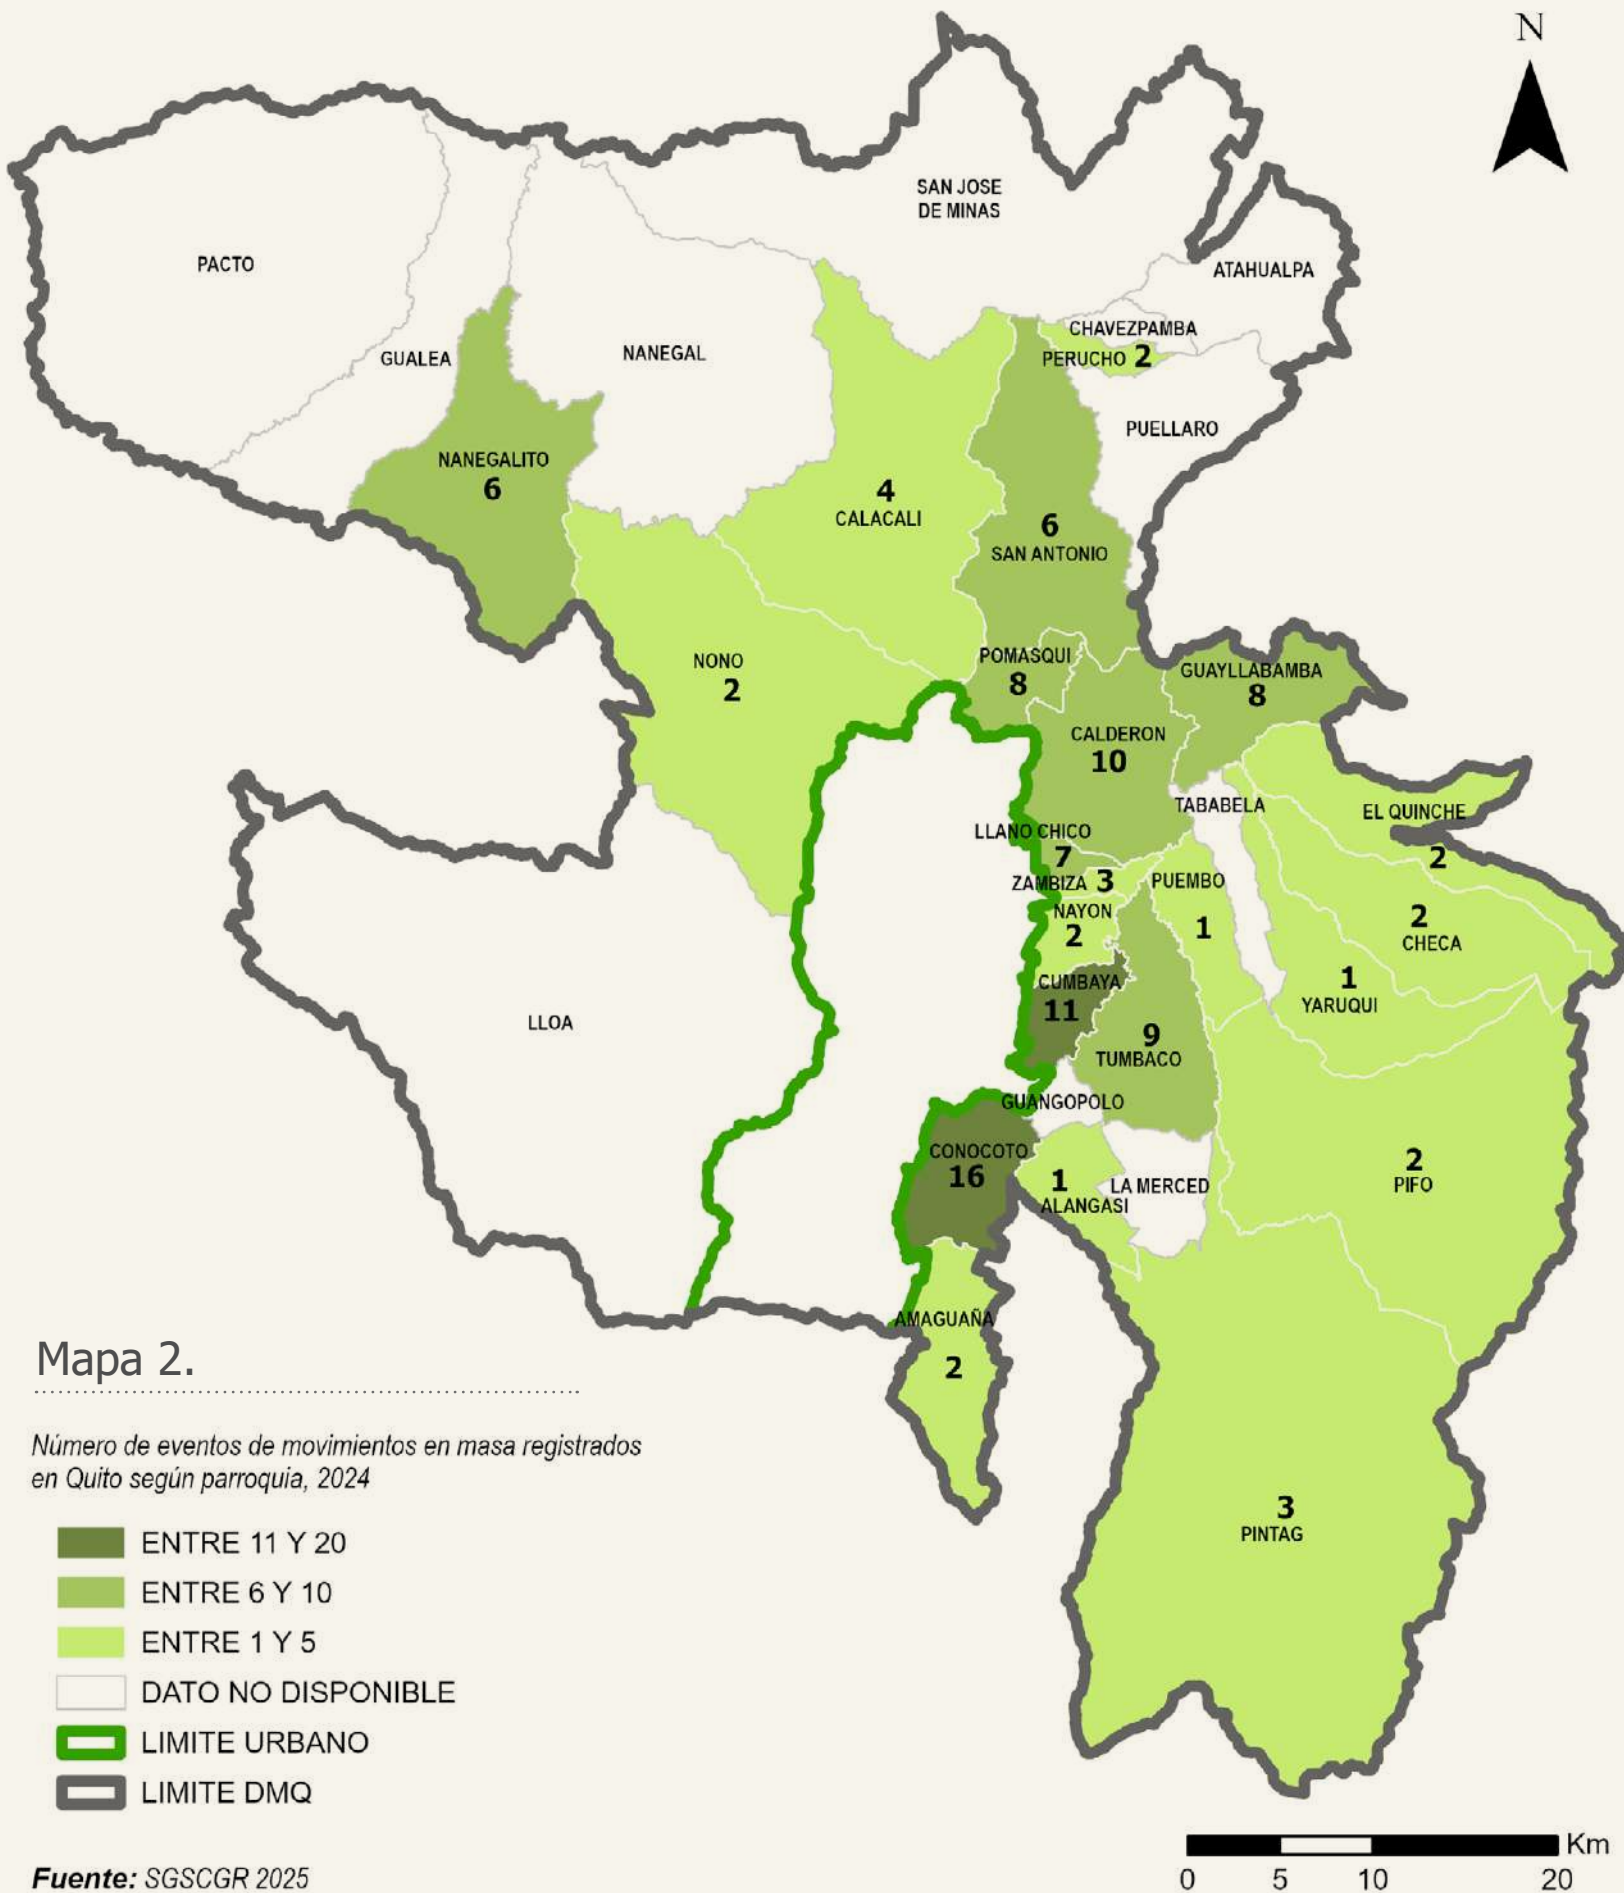 N
SAN JOSE
DE MINAS
PACTO
ATAHUALPA
CHAVEZPAMBA
GUALEA
NANEGAL
PERUCHO 2
PUELLARO
NANEGALITO
6
4
CALACALI
6
SAN ANTONIO
NONO
2
POMASQUI
8
GUAYLLABAMBA
8
CALDERON
10
TABABELA
EL QUINCHE
2
LLANO CHICO
7
ZAMBIZA 3
PUEMBO
1
NAYON
2
2
CHECA
CUMBAYA
11
1
YARUQUI
LLOA
9
TUMBACO
GUANGOPOLO
CONOCOTO
16
1
ALANGASI
LA MERCED
2
PIFO
AMAGUAÑA
2
3
PINTAG
Mapa 2.
Número de eventos de movimientos en masa registrados
en Quito según parroquia, 2024
ENTRE 11 Y 20
ENTRE 6 Y 10
ENTRE 1 Y 5
DATO NO DISPONIBLE
LIMITE URBANO
LIMITE DMQ
Fuente: SGSCGR 2025
Km
0 5 10 20